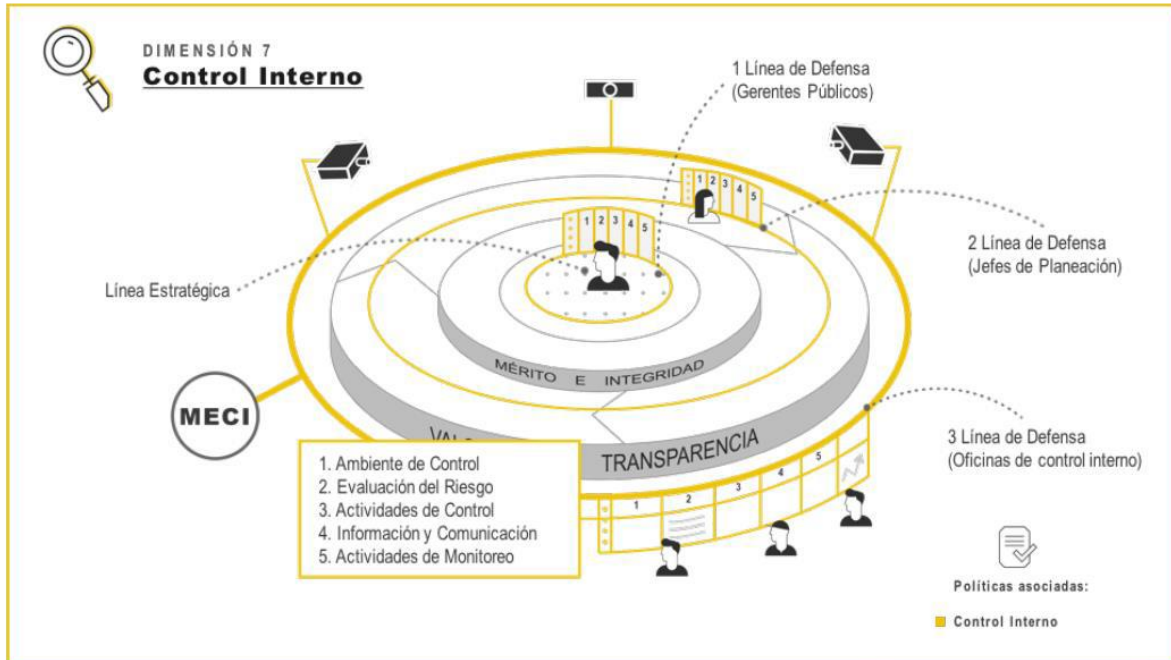 DIMENSIÓN 7
Control Interno
1 Línea de Defensa
(Gerentes Públicos)
1 2 3 4 5
1 2 3 4 5
2 Línea de Defensa
(Jefes de Planeación)
Línea Estratégica
MÉRITO E INTEGRIDAD
MECI
TRANSPARENCIA
3 Línea de Defensa
(Oficinas de control interno)
1. Ambiente de Control
2. Evaluación del Riesgo
3. Actividades de Control
4. Información y Comunicación
5. Actividades de Monitoreo
1 2 3 4 5
Políticas asociadas:
Control Interno